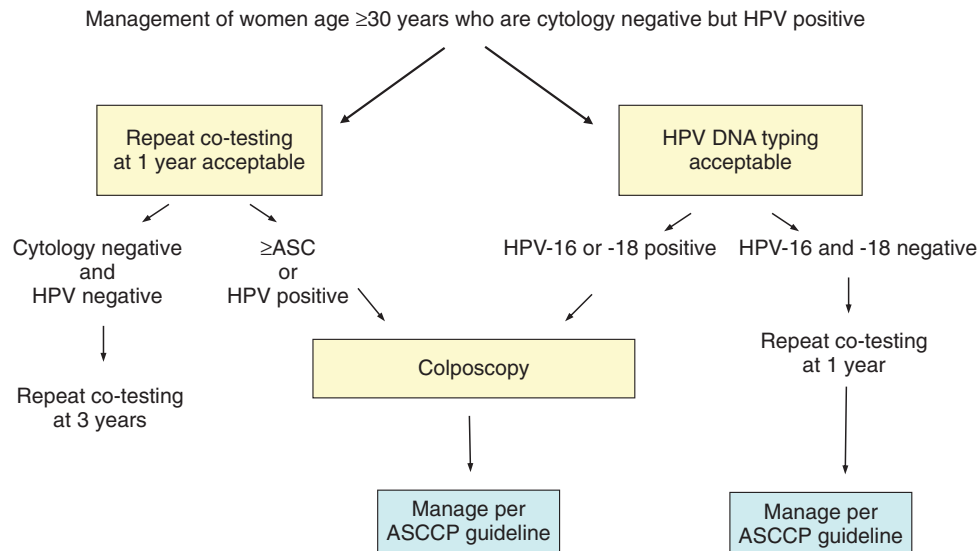 Management of women age ≥30 years who are cytology negative but HPV positive
Repeat co-testing
at 1 year acceptable
HPV DNA typing
acceptable
Cytology negative
and
HPV negative
≥ASC
or
HPV positive
HPV-16 or -18 positive
HPV-16 and -18 negative
Repeat co-testing
at 3 years
Colposcopy
Repeat co-testing
at 1 year
Manage per
ASCCP guideline
Manage per
ASCCP guideline